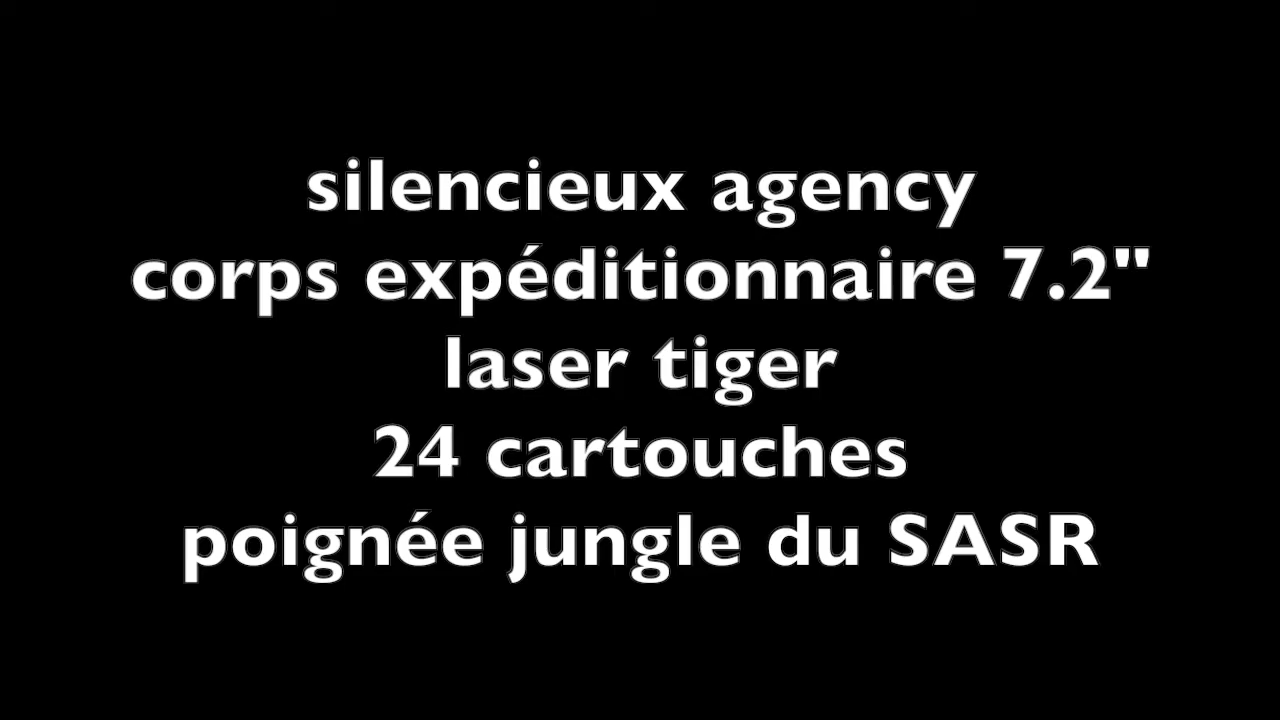 silencieux agency
corps expéditionnaire 7.2"
laser tiger
24 cartouches
poignée jungle du SASR